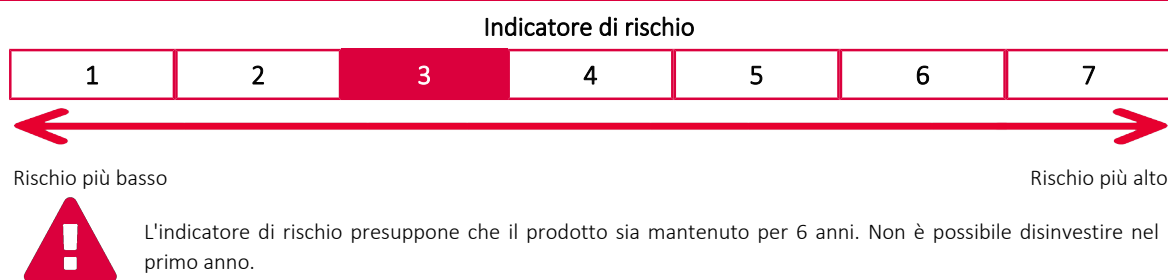 Indicatore di rischio
1 2 3 4 5 6 7
Rischio più basso Rischio più alto
L'indicatore di rischio presuppone che il prodotto sia mantenuto per 6 anni. Non è possibile disinvestire nel
primo anno.